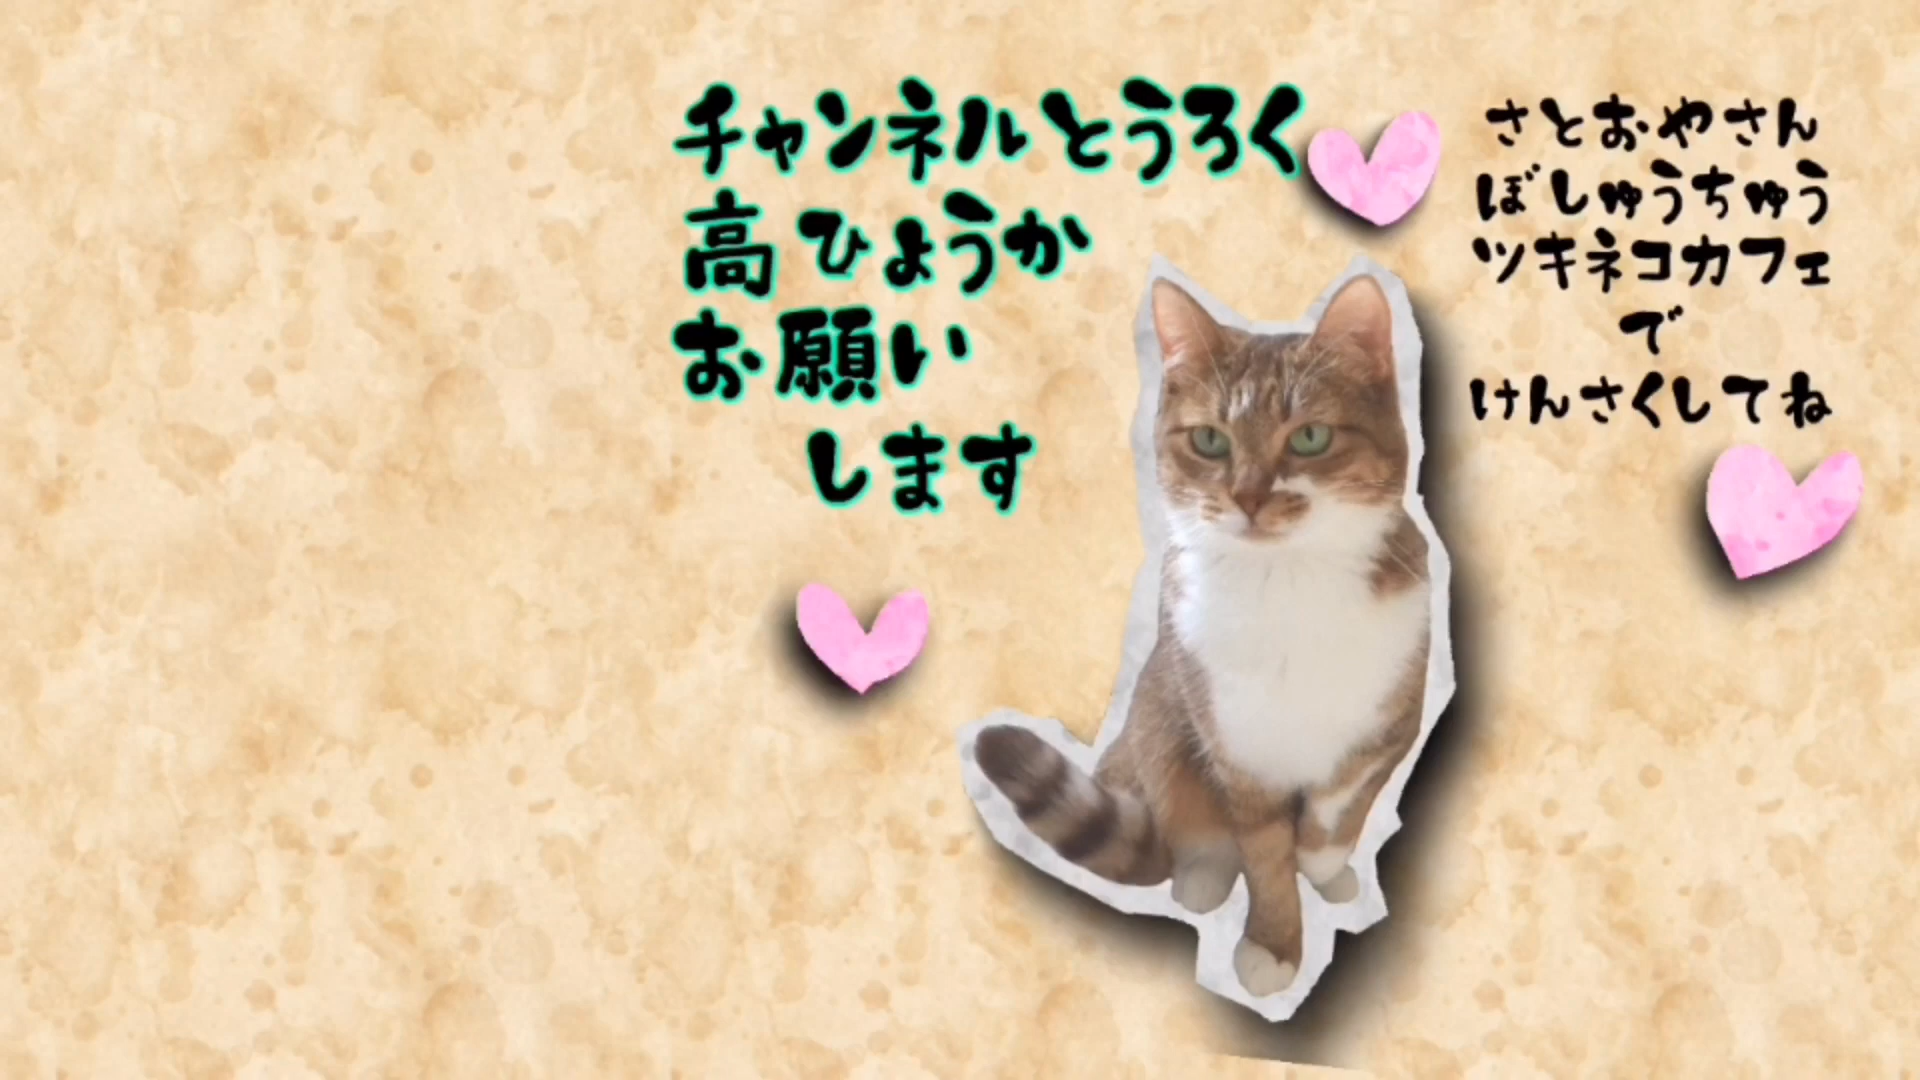 チャンネルとうろく
高ひょうか
お願い
します
さとおやさん
ぼしゅうちゅう
ツキネコカフェ
で
けんさくしてね